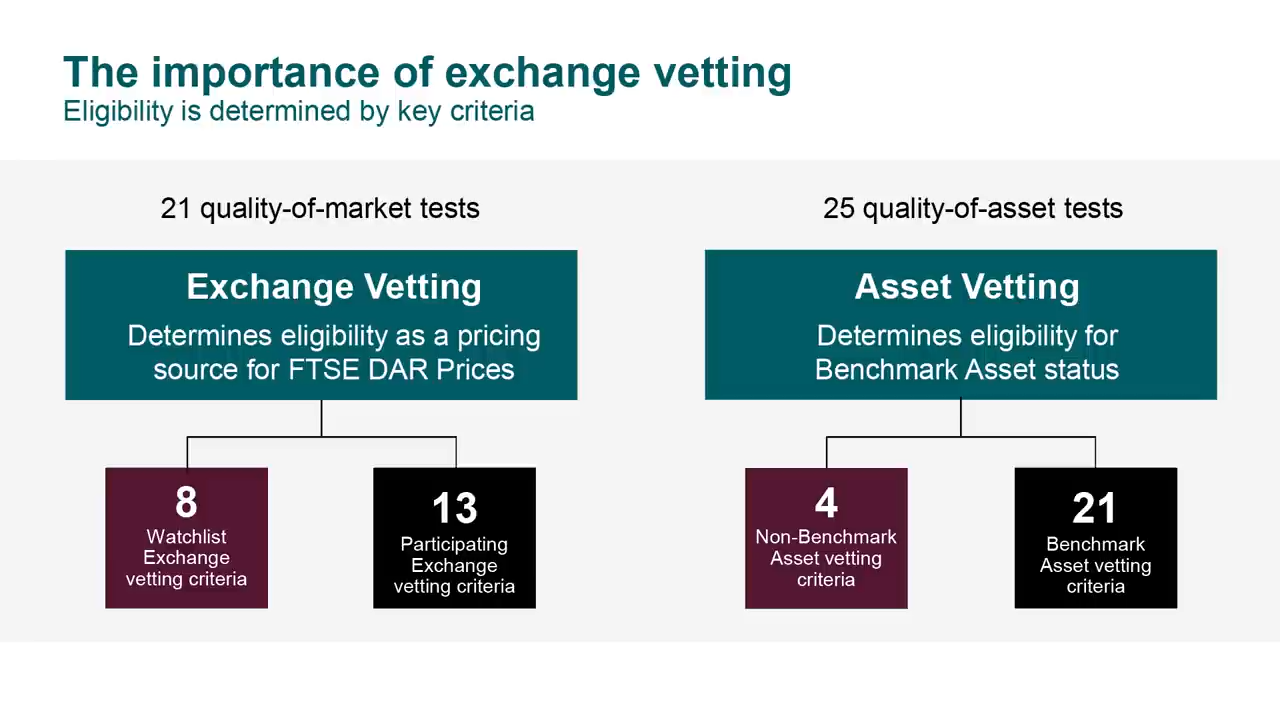 The importance of exchange vetting
Eligibility is determined by key criteria
21 quality-of-market tests
Exchange Vetting
Determines eligibility as a pricing
source for FTSE DAR Prices
8
Watchlist
Exchange
vetting criteria
13
Participating
Exchange
vetting criteria
25 quality-of-asset tests
Asset Vetting
Determines eligibility for
Benchmark Asset status
4
Non-Benchmark
Asset vetting
criteria
21
Benchmark
Asset vetting
criteria